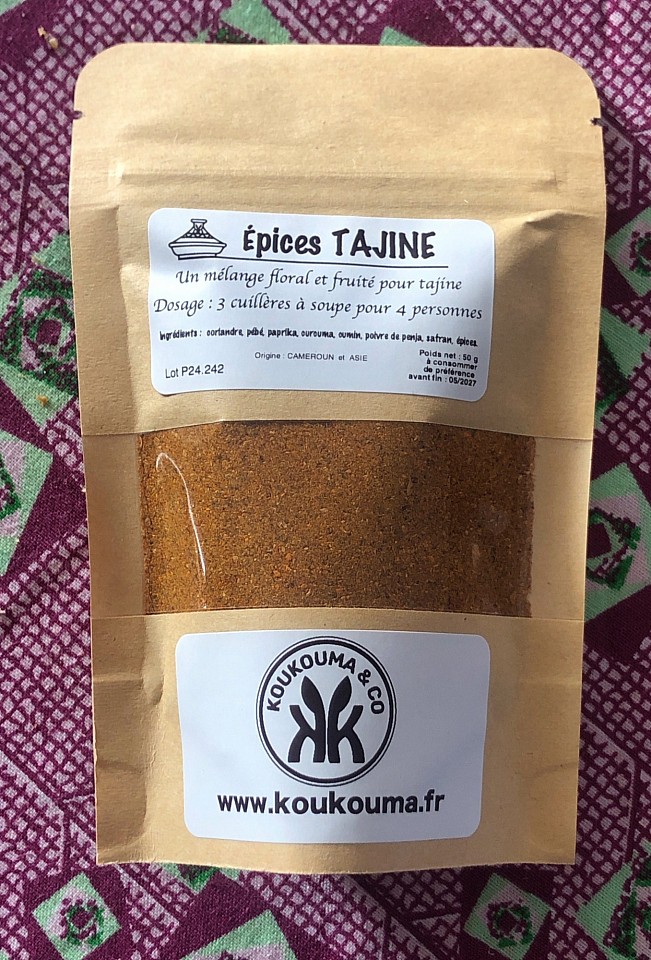 Épices TAJINE
Un mélange floral et fruité pour tajine
Dosage : 3 cuillères à soupe pour 4 personnes
Ingrédients : coriandre, pébé, paprika, curcuma, cumin, poivre de penja, safran, épices.
Origine : CAMEROUN et ASIE
Poids net : 50 g
à consommer
de préférence
avant fin : 05/2027
Lot P24.242
KOUKOUMA & CO
www.koukouma.fr